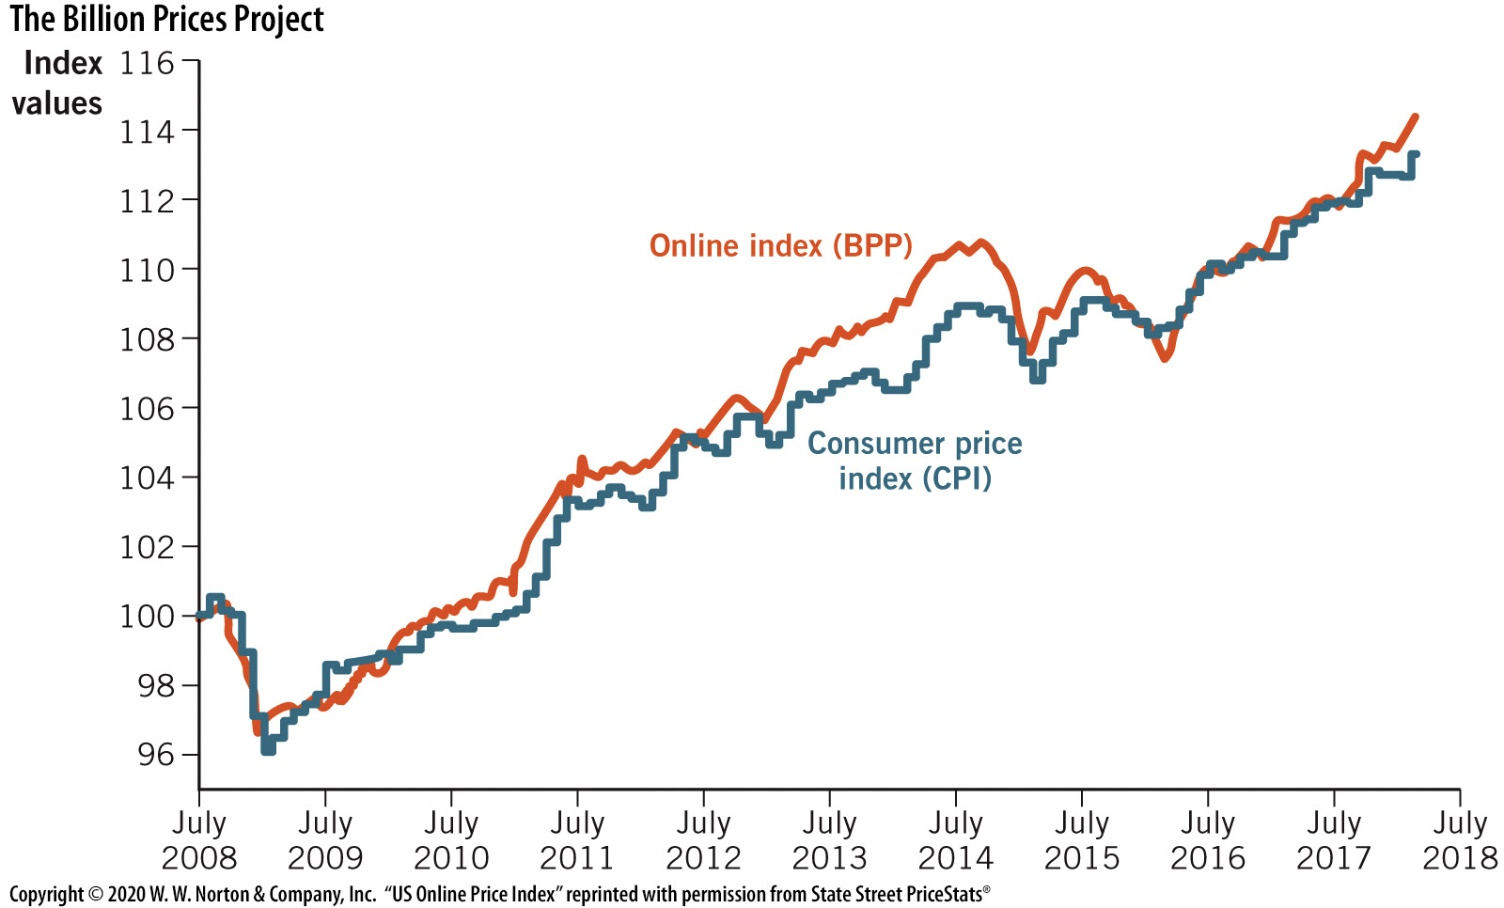 The Billion Prices Project
Index
values
116
114
112
110
108
106
104
102
100
98
96
Online index (BPP)
Consumer price
index (CPI)
July
2008
July
2009
July
2010
July
2011
July
2012
July
2013
July
2014
July
2015
July
2016
July
2017
July
2018
Copyright © 2020 W. W. Norton & Company, Inc.  “US Online Price Index” reprinted with permission from State Street PriceStats®